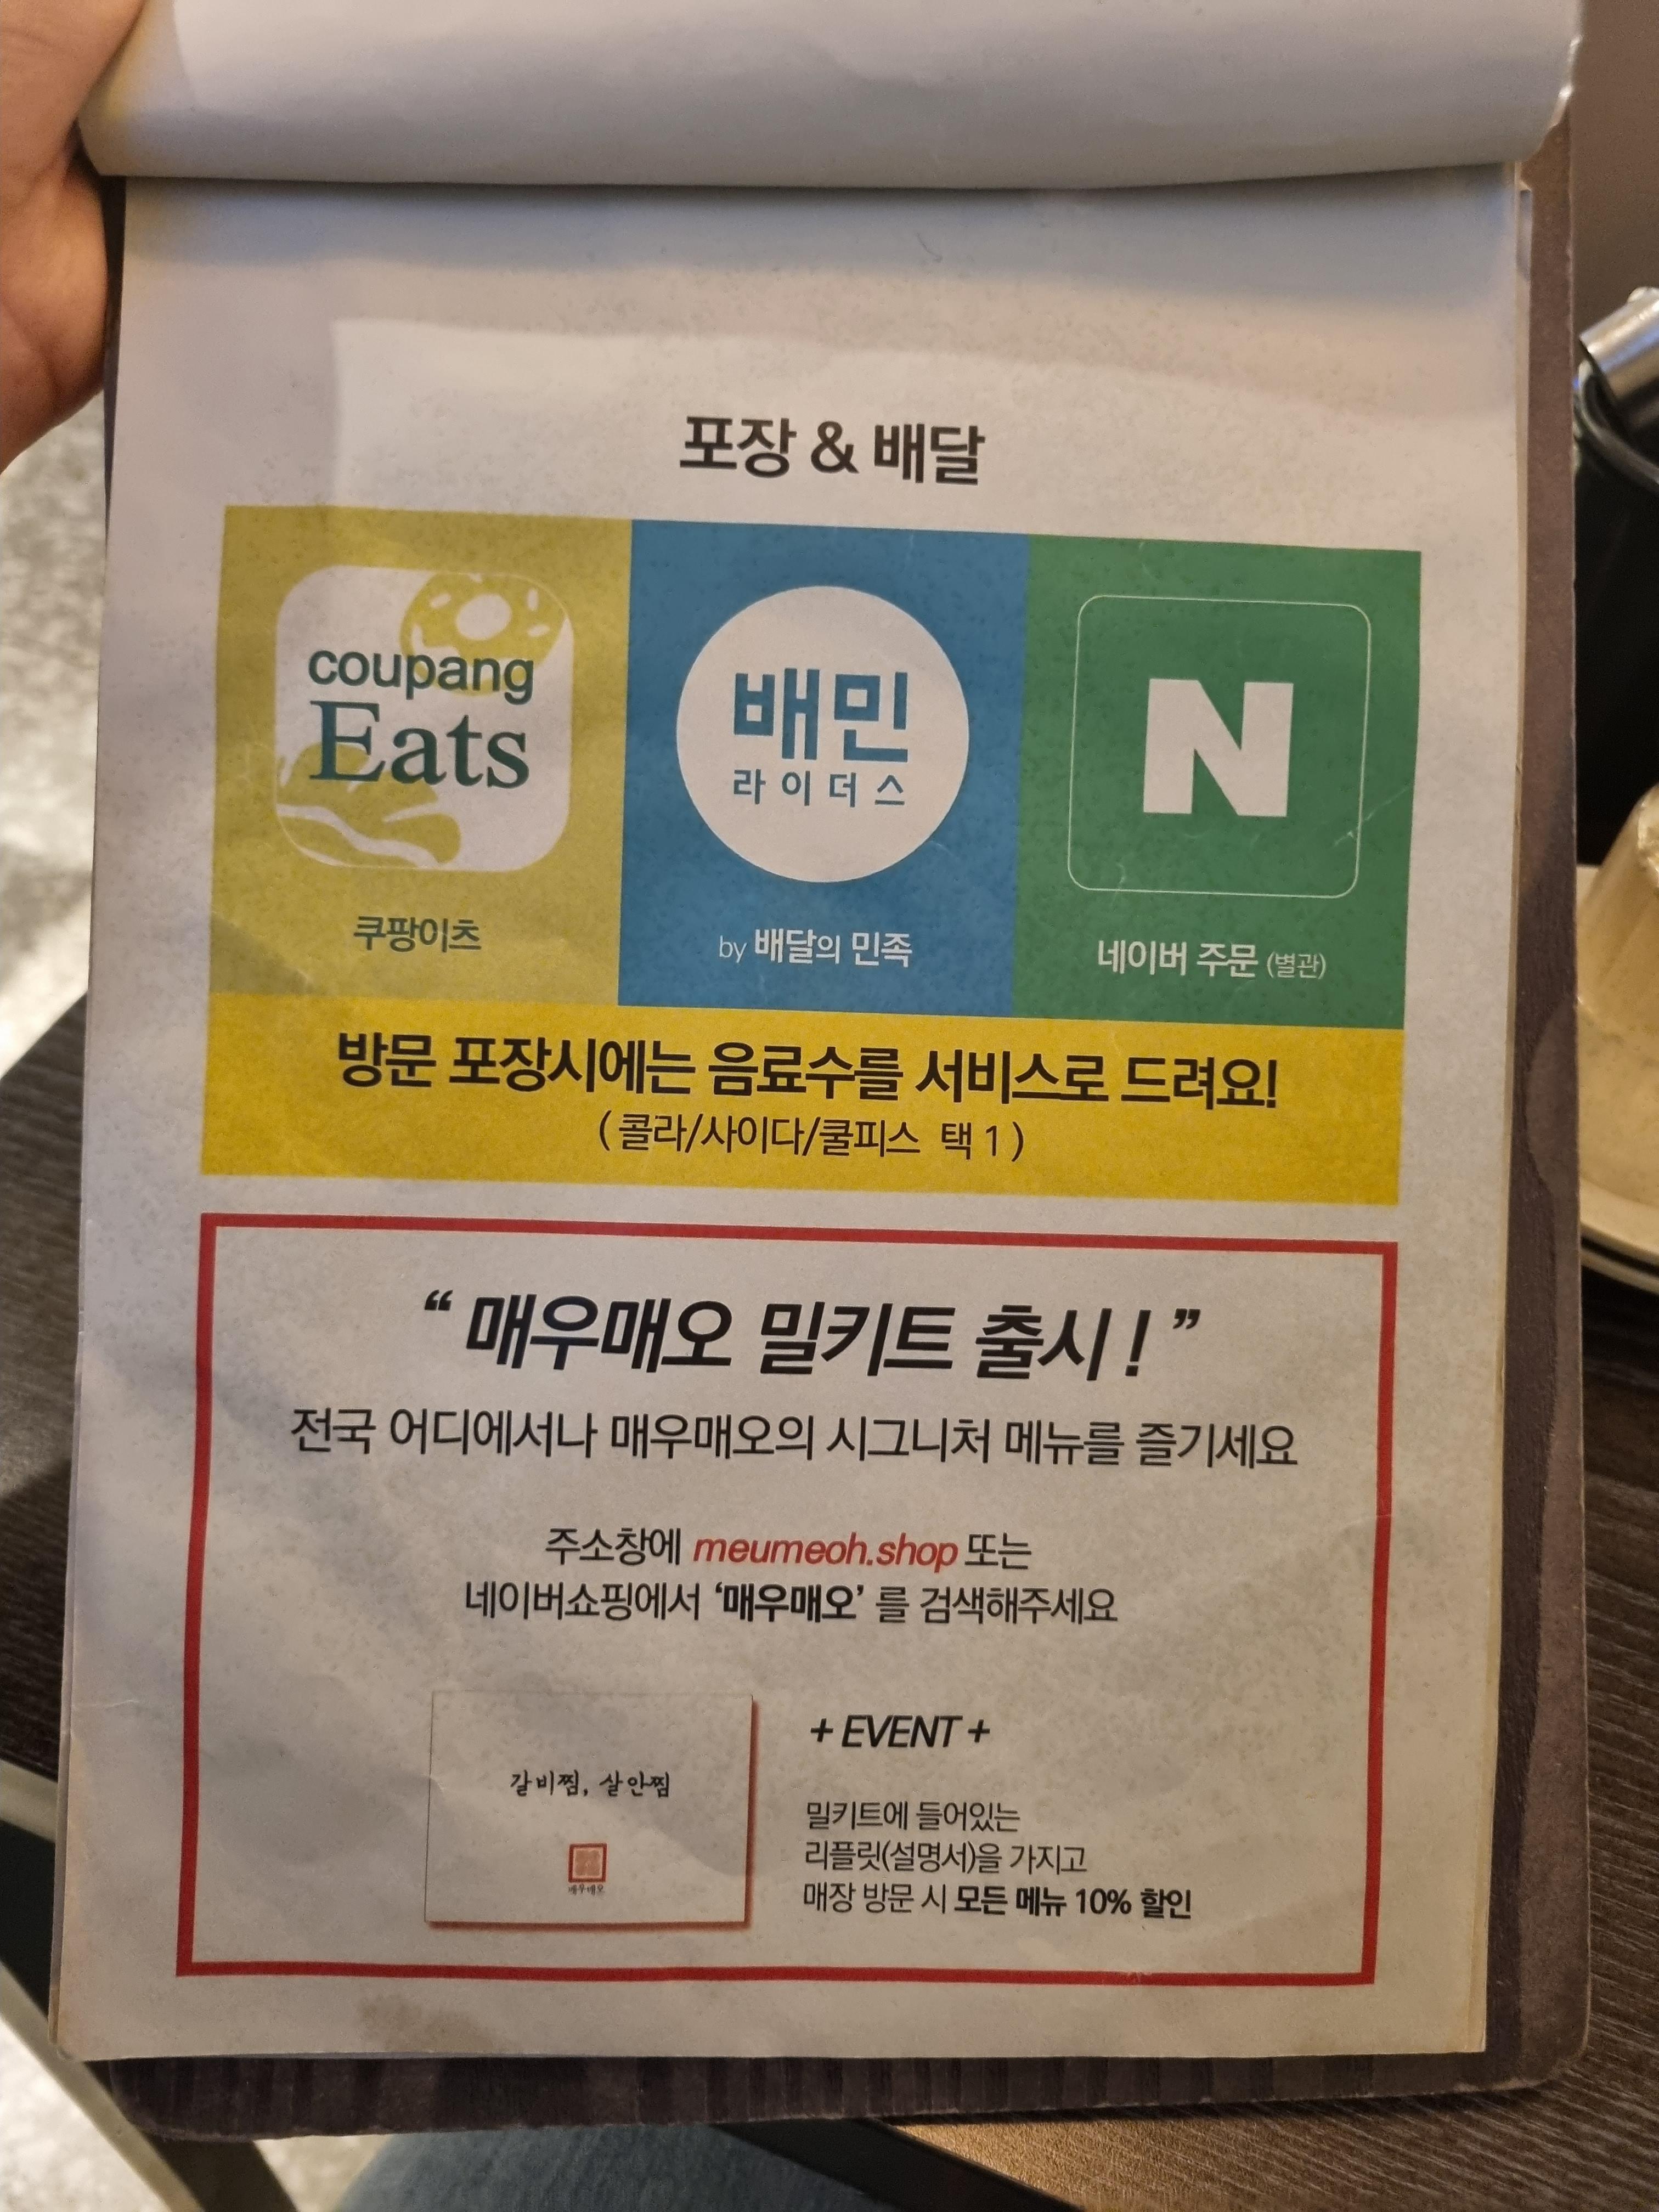 포장 & 배달
coupang
Eats
쿠팡이츠
배민
라이더스
by 배달의 민족
N
네이버 주문 (별관)
방문 포장시에는 음료수를 서비스로 드려요!
( 콜라/사이다/쿨피스 택 1 )
“ 매우매오 밀키트 출시 ! ”
전국 어디에서나 매우매오의 시그니처 메뉴를 즐기세요
주소창에 meumeoh.shop 또는
네이버쇼핑에서 ‘매우매오’ 를 검색해주세요
갈비찜, 살안찜
매우매오
+ EVENT +
밀키트에 들어있는
리플릿(설명서)을 가지고
매장 방문 시 모든 메뉴 10% 할인